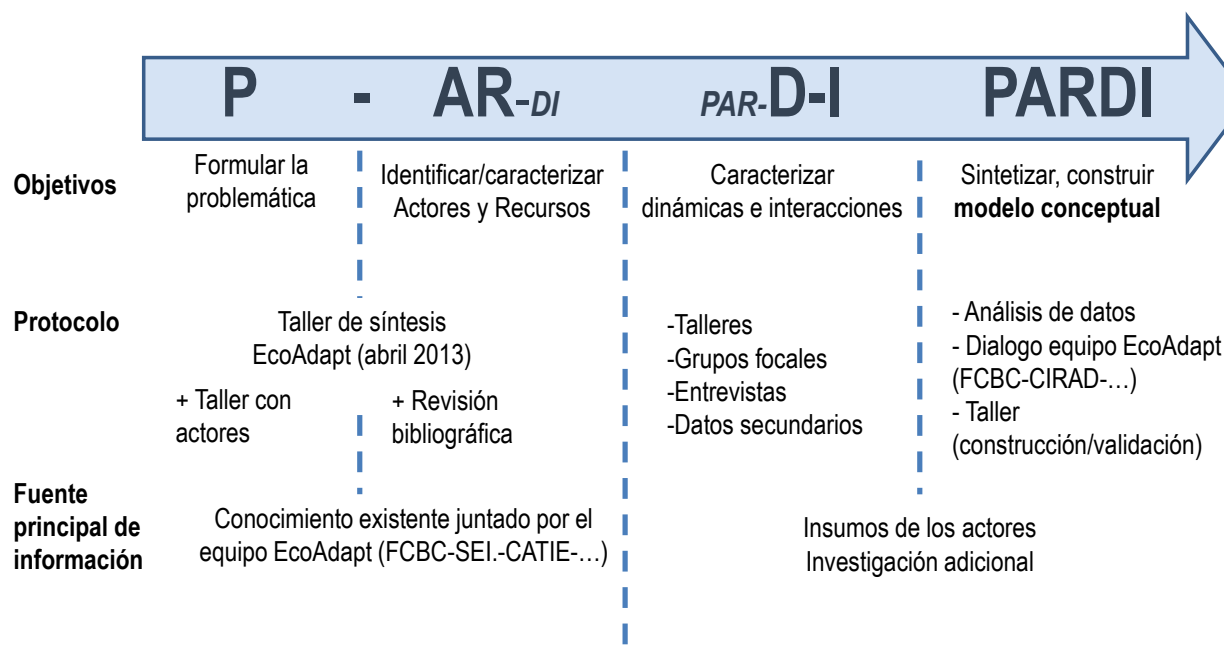 P - AR-DI PAR-D-I PARDI
Objetivos
Formular la
problemática
Identificar/caracterizar
Actores y Recursos
Caracterizar
dinámicas e interacciones
Sintetizar, construir
modelo conceptual
Protocolo
Taller de síntesis
EcoAdapt (abril 2013)
+ Taller con
actores
+ Revisión
bibliográfica
-Talleres
-Grupos focales
-Entrevistas
-Datos secundarios
- Análisis de datos
- Dialogo equipo EcoAdapt
(FCBC-CIRAD-…)
- Taller
(construcción/validación)
Fuente
principal de
información
Conocimiento existente juntado por el
equipo EcoAdapt (FCBC-SEI.-CATIE-…)
Insumos de los actores
Investigación adicional